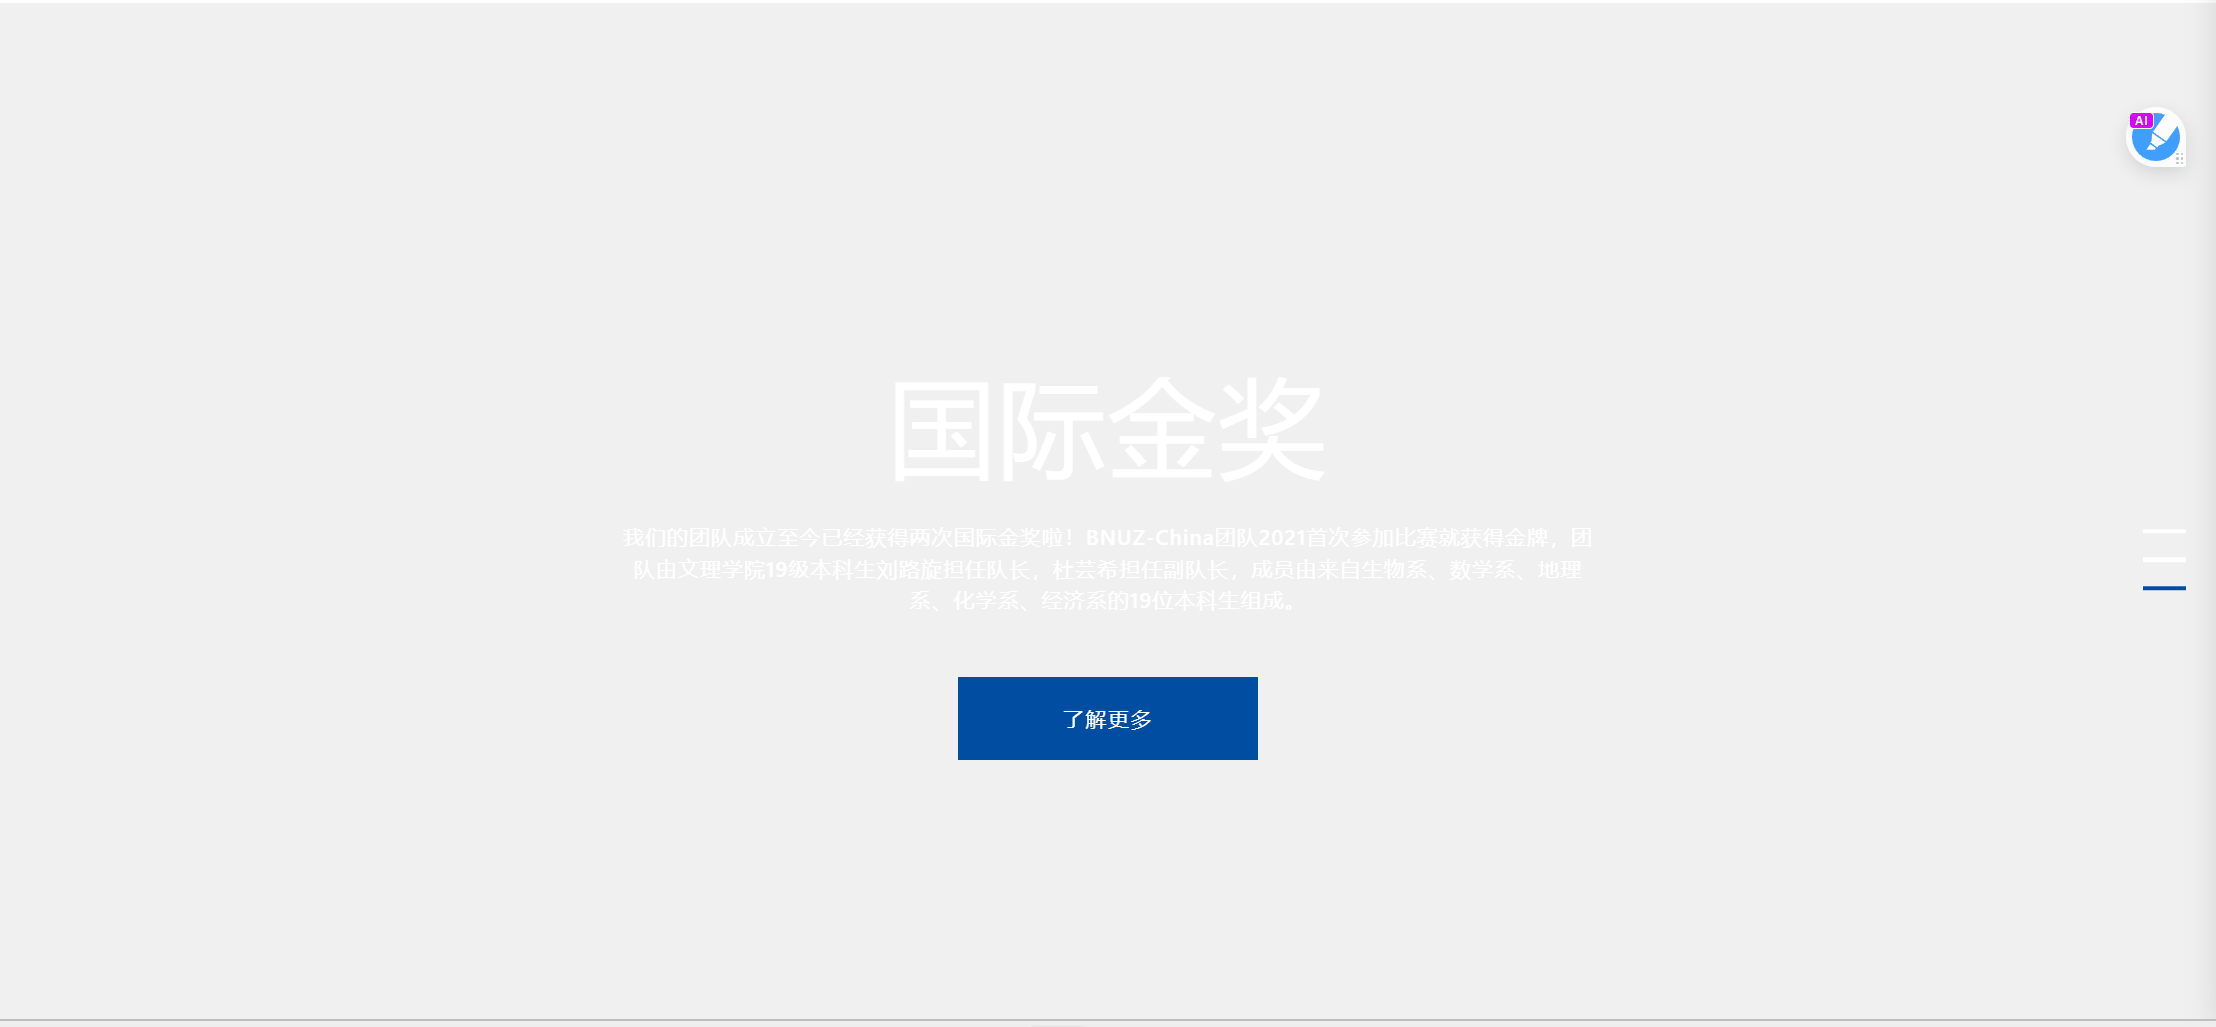 AI
国际金奖
我们的团队成立至今已经获得两次国际金奖啦！BNUZ-China团队2021首次参加比赛就获得金牌，团
队由文理学院19级本科生刘路旋担任队长，杜芸希担任副队长，成员由来自生物系、数学系、地理
系、化学系、经济系的19位本科生组成。
了解更多